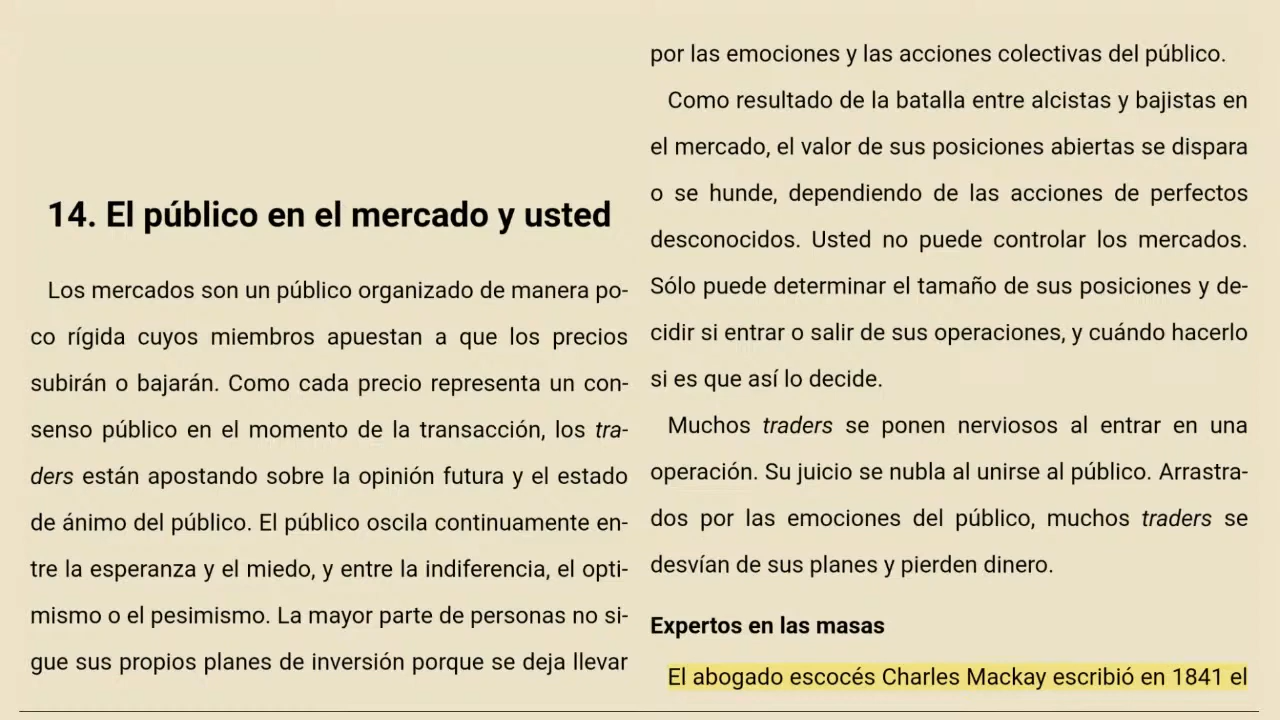 14. El público en el mercado y usted
Los mercados son un público organizado de manera po-
co rígida cuyos miembros apuestan a que los precios
subirán o bajarán. Como cada precio representa un con-
senso público en el momento de la transacción, los tra-
ders están apostando sobre la opinión futura y el estado
de ánimo del público. El público oscila continuamente en-
tre la esperanza y el miedo, y entre la indiferencia, el opti-
mismo o el pesimismo. La mayor parte de personas no si-
gue sus propios planes de inversión porque se deja llevar
por las emociones y las acciones colectivas del público.
Como resultado de la batalla entre alcistas y bajistas en
el mercado, el valor de sus posiciones abiertas se dispara
o se hunde, dependiendo de las acciones de perfectos
desconocidos. Usted no puede controlar los mercados.
Sólo puede determinar el tamaño de sus posiciones y de-
cidir si entrar o salir de sus operaciones, y cuándo hacerlo
si es que así lo decide.
Muchos traders se ponen nerviosos al entrar en una
operación. Su juicio se nubla al unirse al público. Arrastra-
dos por las emociones del público, muchos traders se
desvían de sus planes y pierden dinero.
Expertos en las masas
El abogado escocés Charles Mackay escribió en 1841 el